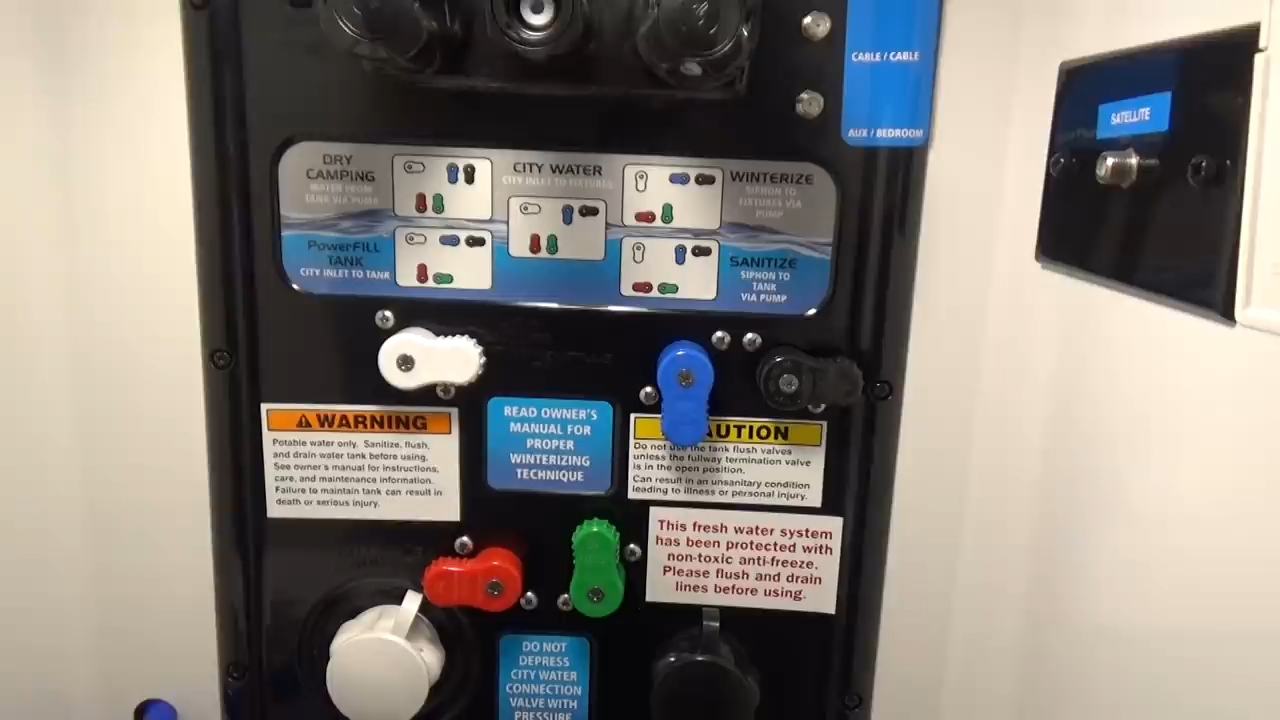 CABLE / CABLE
AUX / BEDROOM
SATELLITE
DRY
CAMPING
WATER FROM
TANK VIA PUMP
CITY WATER
CITY INLET TO FIXTURES
WINTERIZE
SIPHON TO
FIXTURES VIA
PUMP
PowerFILL
TANK
CITY INLET TO TANK
SANITIZE
SIPHON TO
TANK
VIA PUMP
WARNING
Potable water only. Sanitize, flush,
and drain water tank before using.
See owner's manual for instructions,
care, and maintenance information.
Failure to maintain tank can result in
death or serious injury.
READ OWNER'S
MANUAL FOR
PROPER
WINTERIZING
TECHNIQUE
AUTION
Do not use the tank flush valves
unless the fullway termination valve
is in the open position.
Can result in an unsanitary condition
leading to illness or personal injury.
This fresh water system
has been protected with
non-toxic anti-freeze.
Please flush and drain
lines before using.
DO NOT
DEPRESS
CITY WATER
CONNECTION
VALVE WITH
PRESSURE